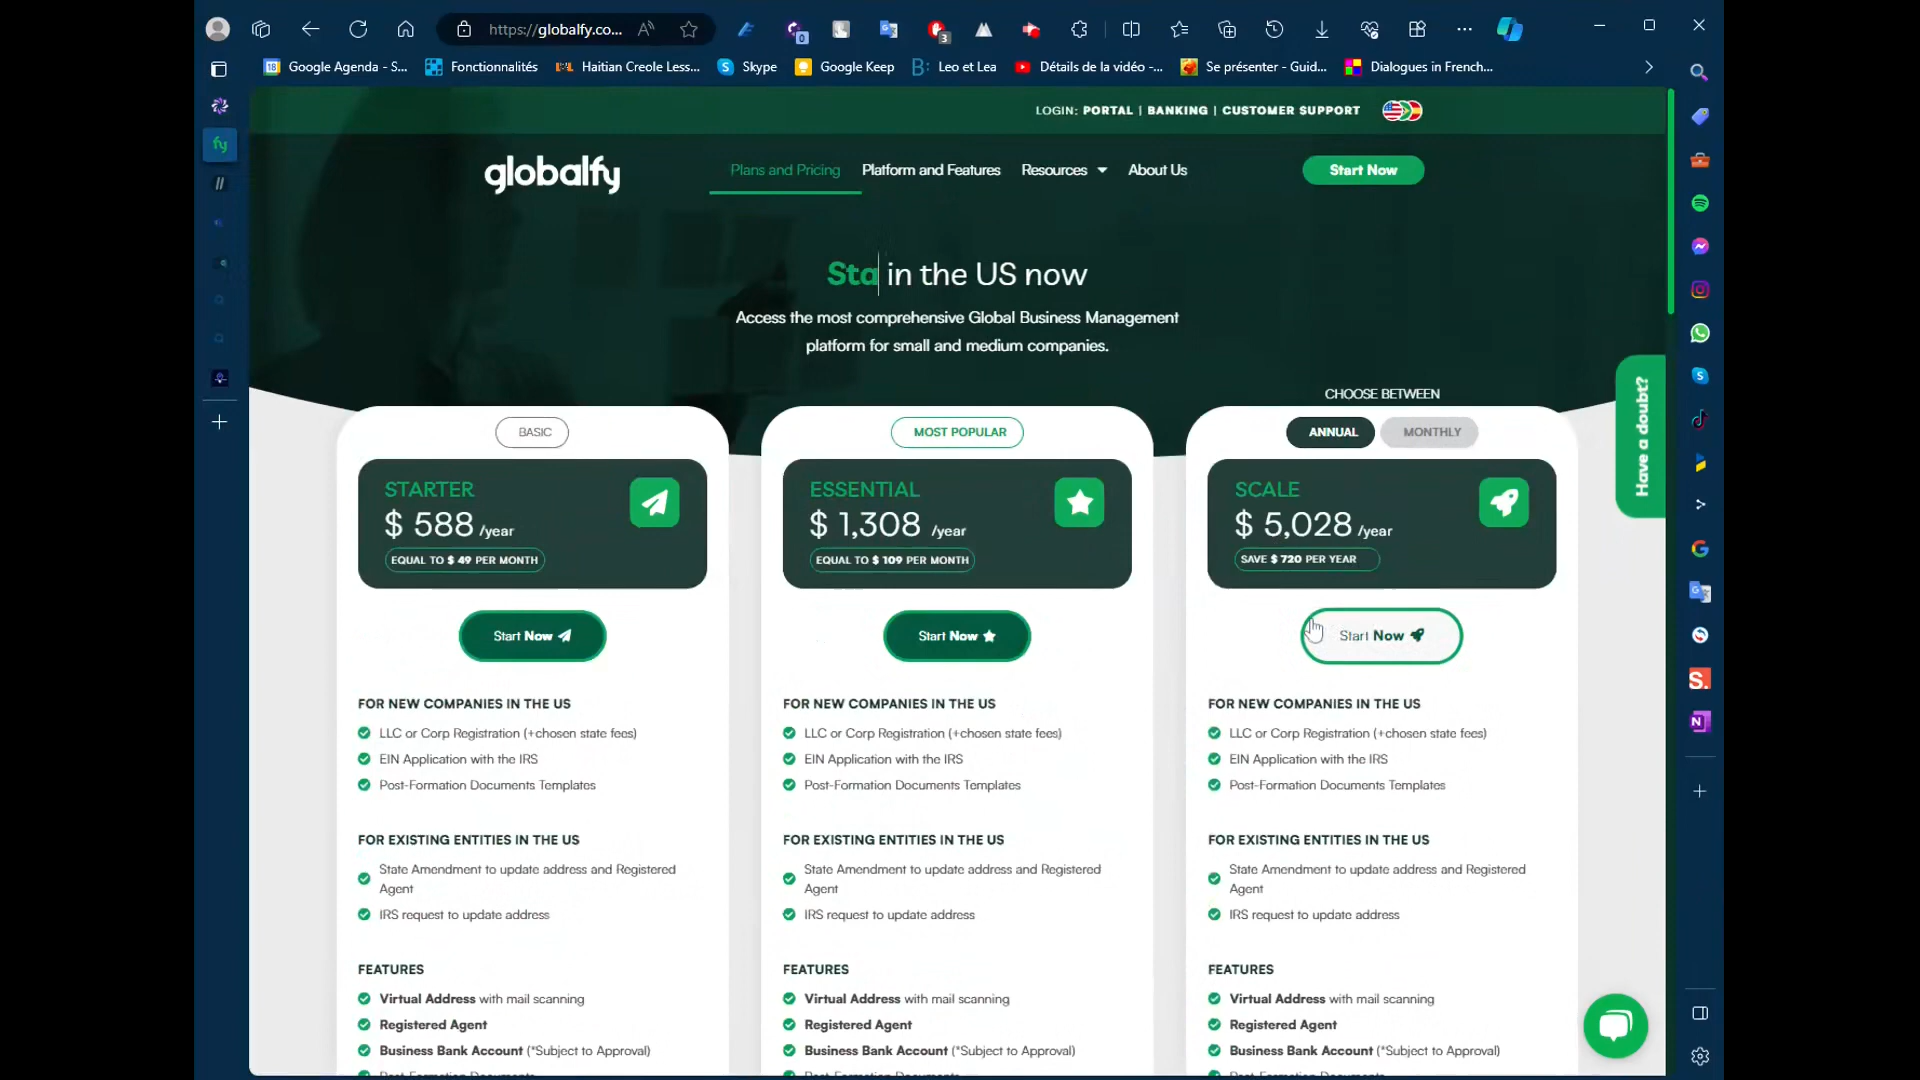 https://globalfy.co...
0
3
Google Agenda - S...
Fonctionnalités
Haitian Creole Less...
Skype
Google Keep
Leo et Lea
Détails de la vidéo -...
Se présenter - Guid...
Dialogues in French...
fy
LOGIN: PORTAL | BANKING | CUSTOMER SUPPORT
globalfy
Plans and Pricing
Platform and Features
Resources
About Us
Start Now
Sta in the US now
Access the most comprehensive Global Business Management
platform for small and medium companies.
Have a doubt?
BASIC
STARTER
$ 588 /year
EQUAL TO $ 49 PER MONTH
Start Now
FOR NEW COMPANIES IN THE US
LLC or Corp Registration (+chosen state fees)
EIN Application with the IRS
Post-Formation Documents Templates
FOR EXISTING ENTITIES IN THE US
State Amendment to update address and Registered
Agent
IRS request to update address
FEATURES
Virtual Address with mail scanning
Registered Agent
Business Bank Account (*Subject to Approval)
MOST POPULAR
ESSENTIAL
$ 1,308 /year
EQUAL TO $ 109 PER MONTH
Start Now
FOR NEW COMPANIES IN THE US
LLC or Corp Registration (+chosen state fees)
EIN Application with the IRS
Post-Formation Documents Templates
FOR EXISTING ENTITIES IN THE US
State Amendment to update address and Registered
Agent
IRS request to update address
FEATURES
Virtual Address with mail scanning
Registered Agent
Business Bank Account (*Subject to Approval)
CHOOSE BETWEEN
ANNUAL
MONTHLY
SCALE
$ 5,028 /year
SAVE $ 720 PER YEAR
Start Now
FOR NEW COMPANIES IN THE US
LLC or Corp Registration (+chosen state fees)
EIN Application with the IRS
Post-Formation Documents Templates
FOR EXISTING ENTITIES IN THE US
State Amendment to update address and Registered
Agent
IRS request to update address
FEATURES
Virtual Address with mail scanning
Registered Agent
Business Bank Account (*Subject to Approval)